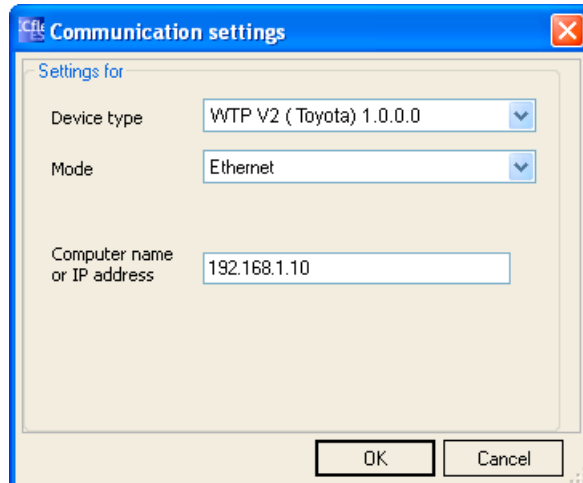 Communication settings
Settings for
Device type
WTP V2 ( Toyota) 1.0.0.0
Mode
Ethernet
Computer name
or IP address
192.168.1.10
OK
Cancel